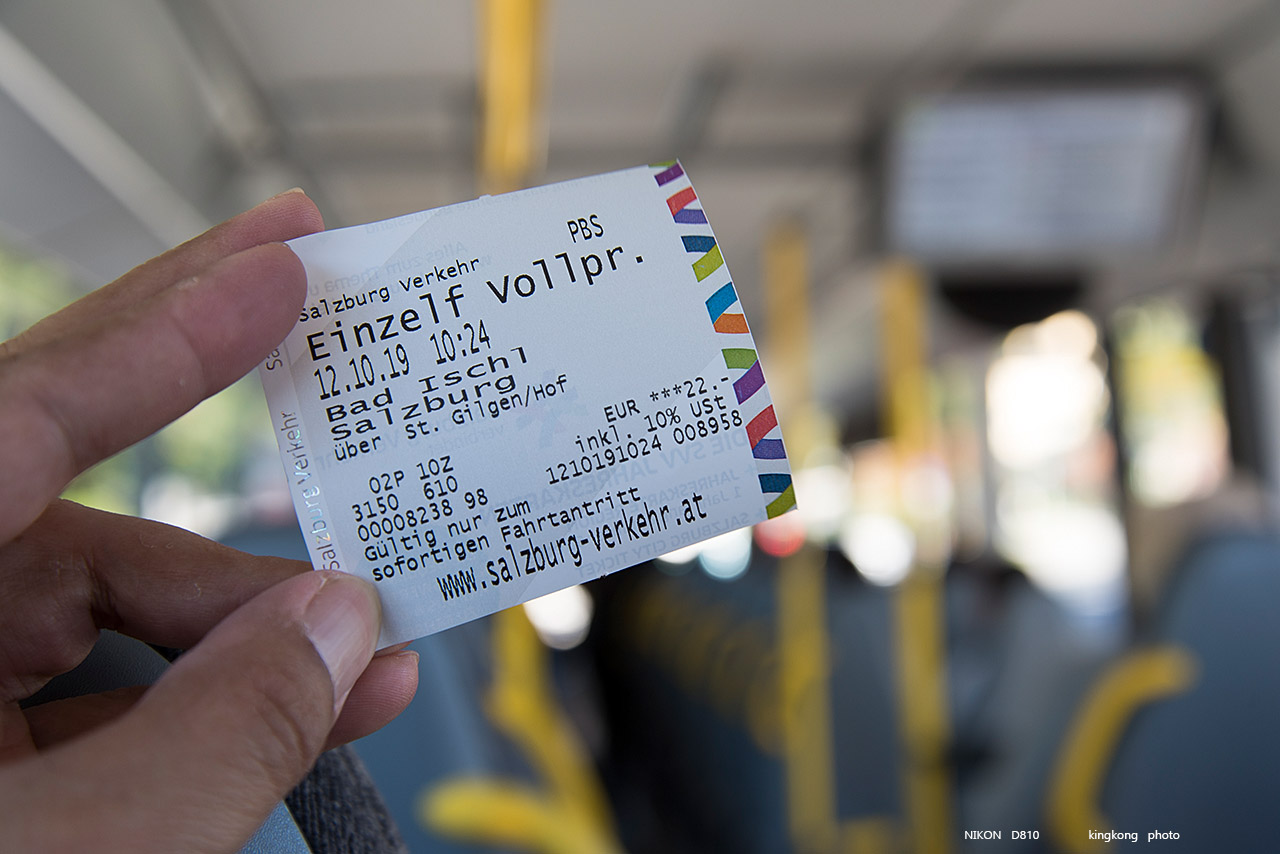 PBS
Salzburg Verkehr
Einzelf Vollpr.
12.10.19 10:24
Bad Ischl
Salzburg
über St. Gilgen/Hof
EUR ***22.-
inkl. 10% USt
1210191024 008958
02P 10Z
3150 610
00008238 98
Gültig nur zum
sofortigen Fahrtantritt
www.salzburg-verkehr.at
Salzburg Verkehr
Sa
NIKON D810 kingkong photo